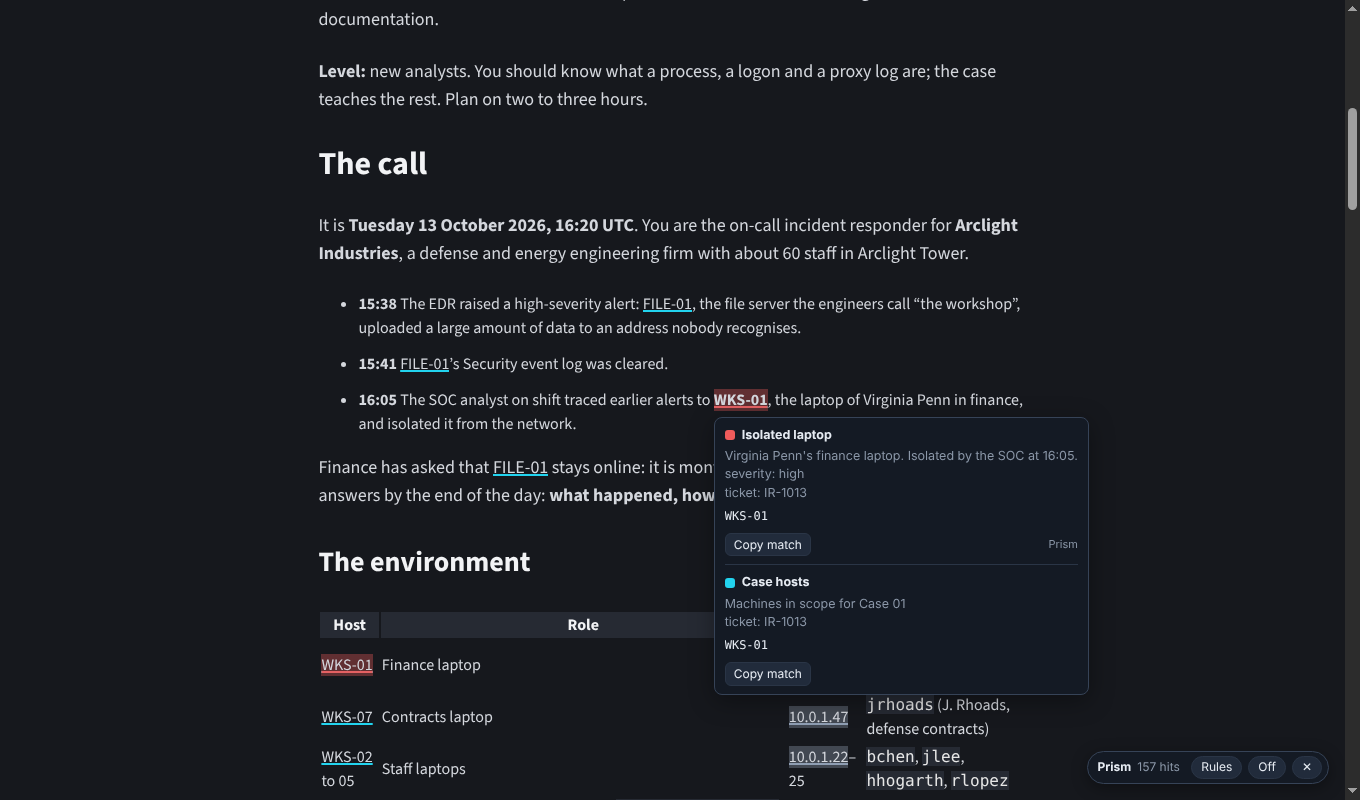 documentation.
Level: new analysts. You should know what a process, a logon and a proxy log are; the case
teaches the rest. Plan on two to three hours.
The call
It is Tuesday 13 October 2026, 16:20 UTC. You are the on-call incident responder for Arclight
Industries, a defense and energy engineering firm with about 60 staff in Arclight Tower.
• 15:38 The EDR raised a high-severity alert: FILE-01, the file server the engineers call “the workshop”,
uploaded a large amount of data to an address nobody recognises.
• 15:41 FILE-01’s Security event log was cleared.
• 16:05 The SOC analyst on shift traced earlier alerts to WKS-01, the laptop of Virginia Penn in finance,
and isolated it from the network.
Finance has asked that FILE-01 stays online: it is mon
answers by the end of the day: what happened, how
Isolated laptop
Virginia Penn's finance laptop. Isolated by the SOC at 16:05.
severity: high
ticket: IR-1013
WKS-01
Copy match Prism
Case hosts
Machines in scope for Case 01
ticket: IR-1013
WKS-01
Copy match
The environment
Host Role
WKS-01 Finance laptop
WKS-07 Contracts laptop 10.0.1.47 jrhoads (J. Rhoads,
defense contracts)
WKS-02 to 05 Staff laptops 10.0.1.22–25 bchen, jlee,
hhogarth, rlopez
Prism 157 hits Rules Off ✕